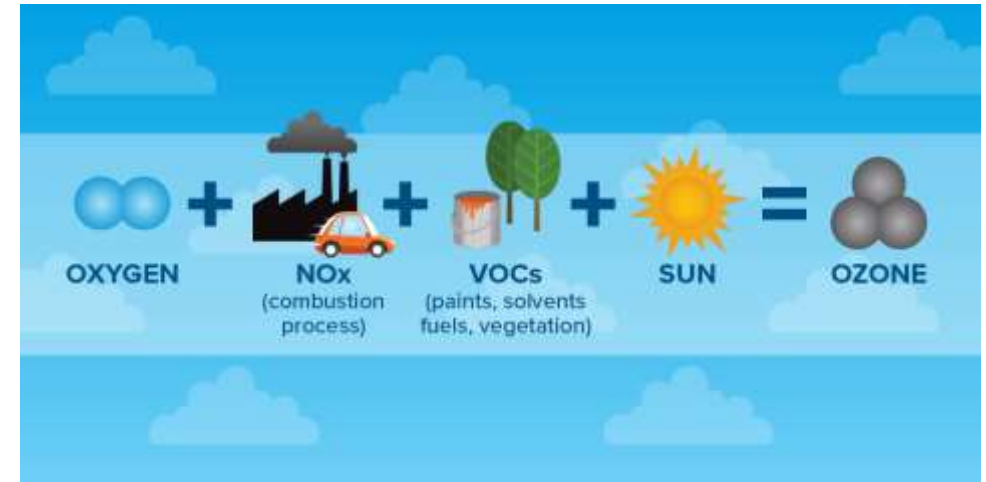 OXYGEN
NOx
(combustion
process)
VOCs
(paints, solvents
fuels, vegetation)
SUN
OZONE